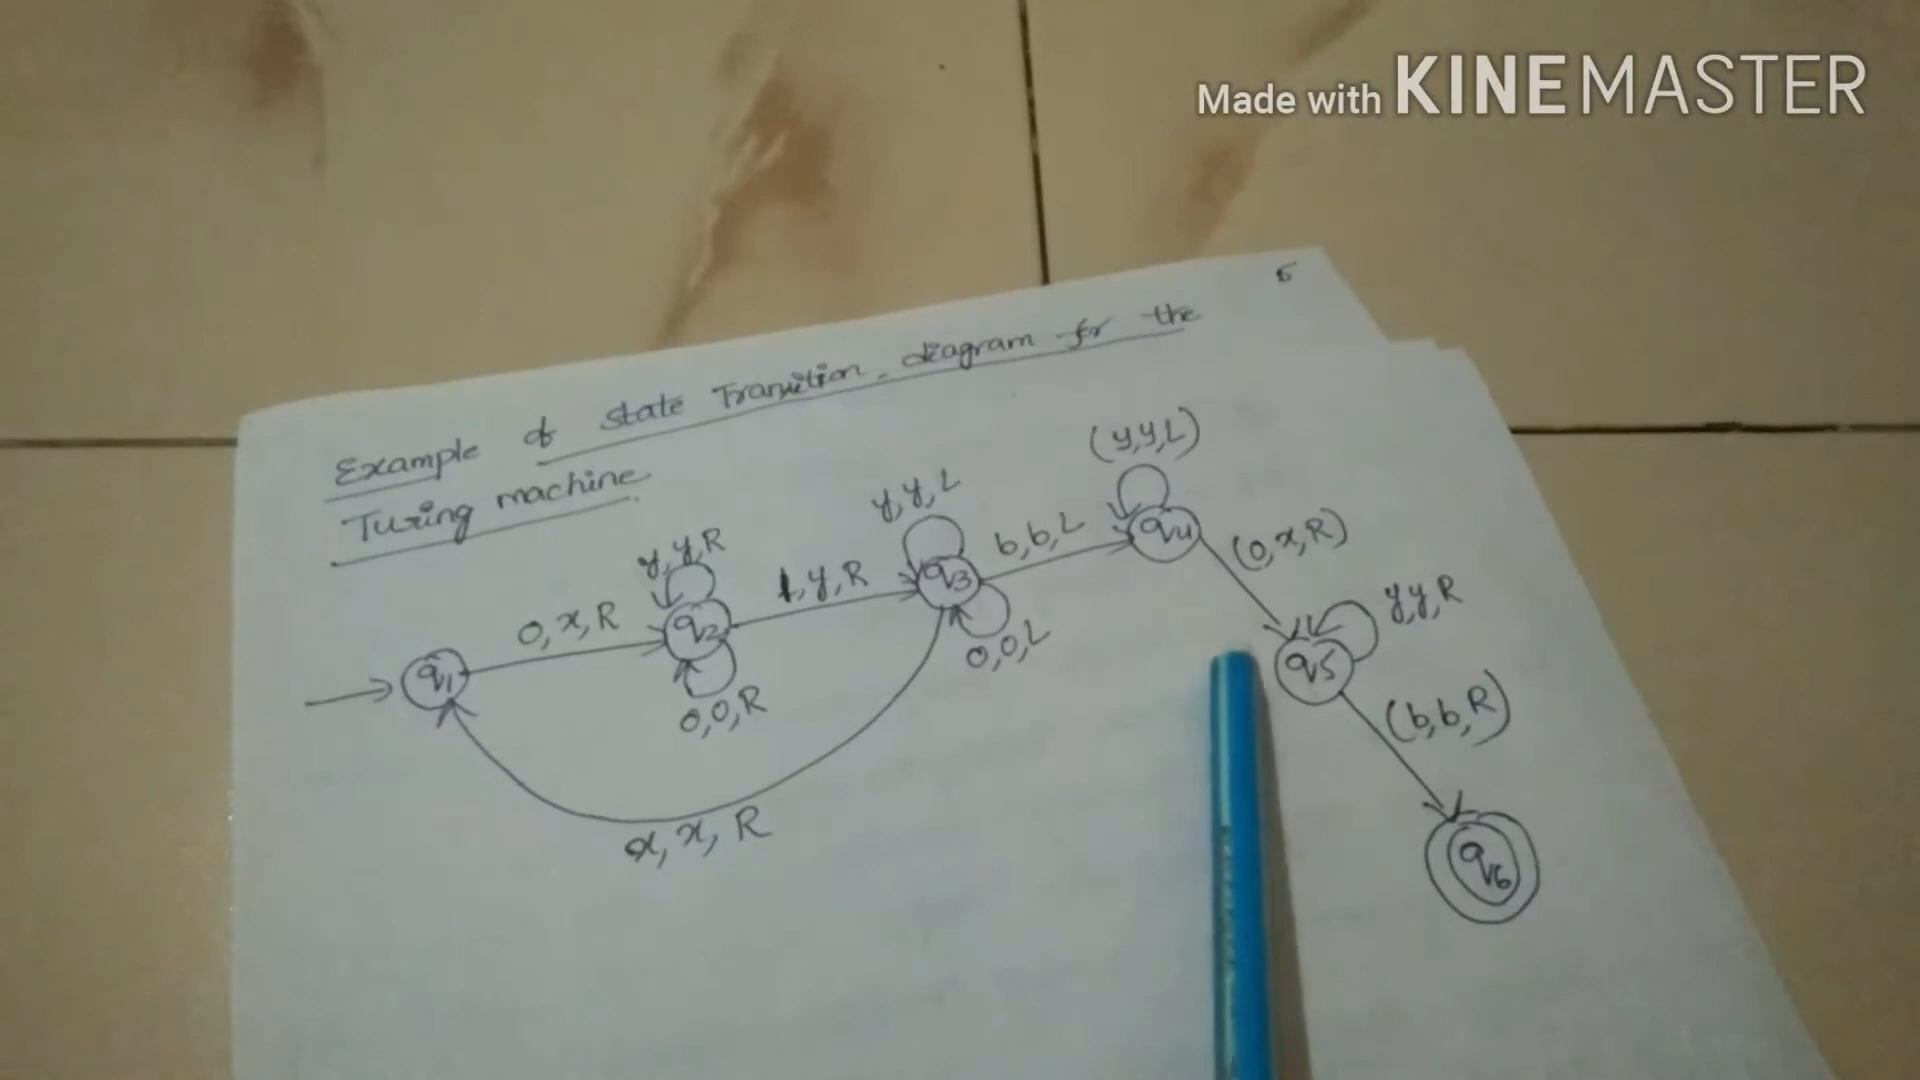 Made with KINEMASTER
5
Example of state Transition diagram for the
Turing machine
(y,y,L)
y,y,L
b,b,L
q4
(0,x,R)
y,y,R
1,y,R
q3
0,x,R
q2
0,0,L
y,y,R
q5
q1
0,0,R
(b,b,R)
x,x,R
q6